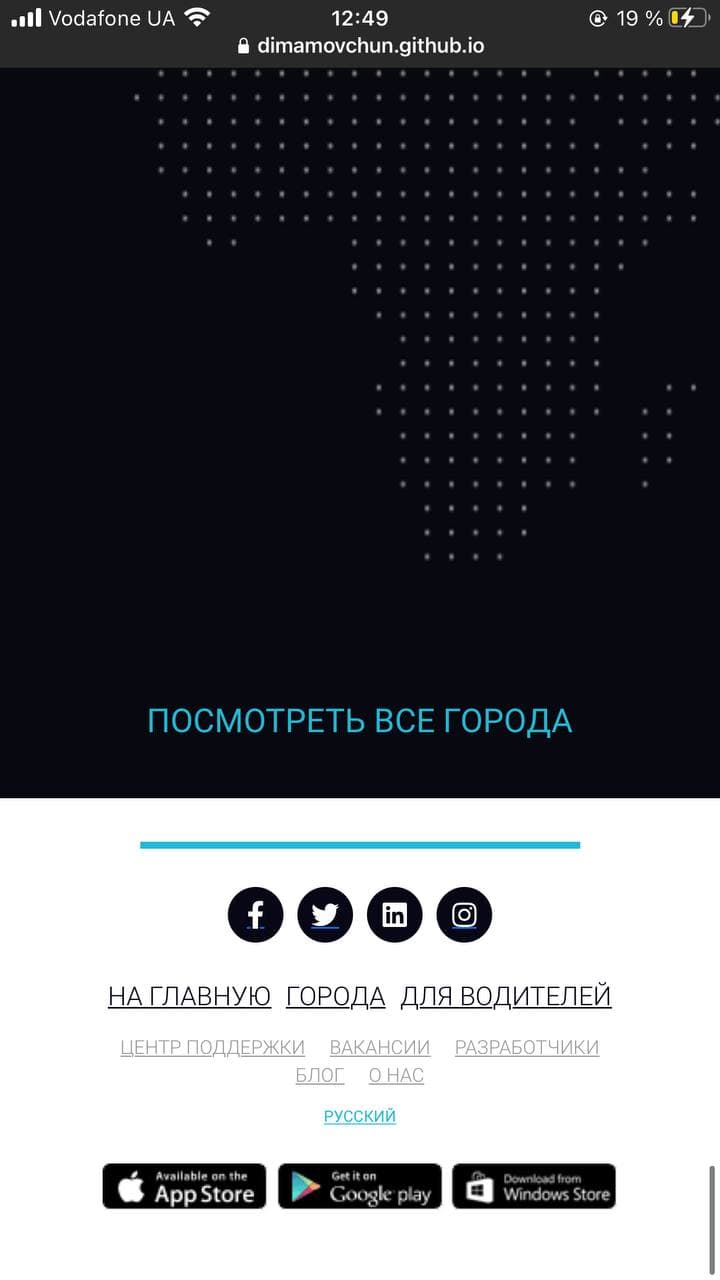 Vodafone UA 12:49 19 %
dimamovchun.github.io
ПОСМОТРЕТЬ ВСЕ ГОРОДА
НА ГЛАВНУЮ ГОРОДА ДЛЯ ВОДИТЕЛЕЙ
ЦЕНТР ПОДДЕРЖКИ ВАКАНСИИ РАЗРАБОТЧИКИ
БЛОГ О НАС
РУССКИЙ
Available on the
App Store
Get it on
Google play
Download from
Windows Store